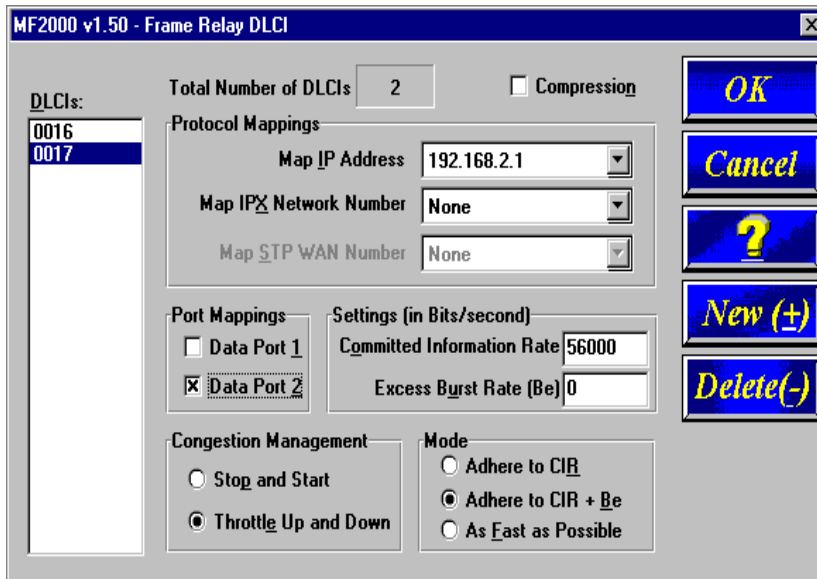 MF2000 v1.50 - Frame Relay DLCI
DLCIs:
0016
0017
Total Number of DLCIs 2
Compression
Protocol Mappings
Map IP Address 192.168.2.1
Map IPX Network Number None
Map STP WAN Number None
Port Mappings
Data Port 1
Data Port 2
Settings (in Bits/second)
Committed Information Rate 56000
Excess Burst Rate (Be) 0
Congestion Management
Stop and Start
Throttle Up and Down
Mode
Adhere to CIR
Adhere to CIR + Be
As Fast as Possible
OK
Cancel
?
New (+)
Delete(-)